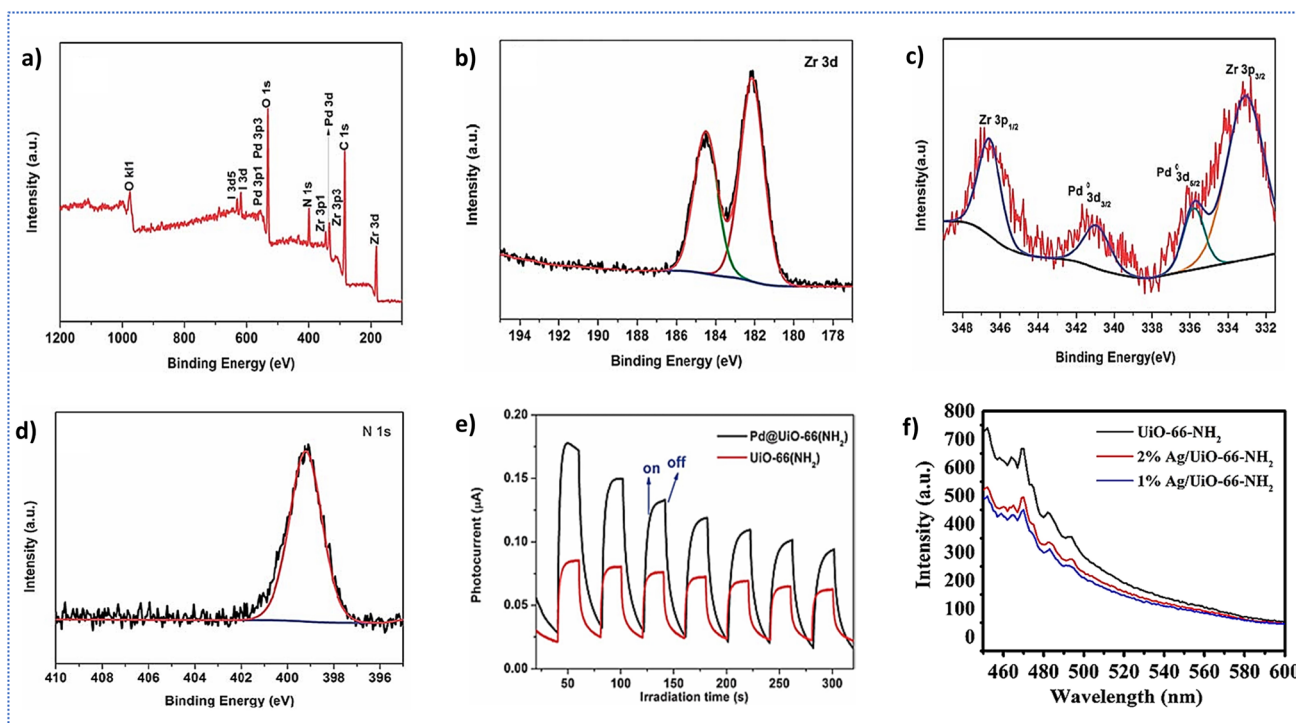 a)
Intensity (a.u.)
O kl1
I 3d5
I 3d
Pd 3p1
Pd 3p3
O 1s
N 1s
Zr 3p1
Pd 3d
Zr 3p3
C 1s
Zr 3d
1200 1000 800 600 400 200
Binding Energy (eV)
b)
Zr 3d
Intensity (a.u.)
194 192 190 188 186 184 182 180 178
Binding Energy (eV)
c)
Zr 3p3/2
Zr 3p1/2
Pd 0 3d5/2
Pd 0 3d3/2
Intensity(a.u)
348 346 344 342 340 338 336 334 332
Binding Energy(eV)
d)
N 1s
Intensity (a.u.)
410 408 406 404 402 400 398 396
Binding Energy (eV)
e)
0.20
0.15
0.10
0.05
0.00
Photocurrent (µA)
Pd@UiO-66(NH2)
UiO-66(NH2)
on off
50 100 150 200 250 300
Irradiation time (s)
f)
800
700
600
500
400
300
200
100
0
Intensity (a.u.)
UiO-66-NH2
2% Ag/UiO-66-NH2
1% Ag/UiO-66-NH2
460 480 500 520 540 560 580 600
Wavelength (nm)